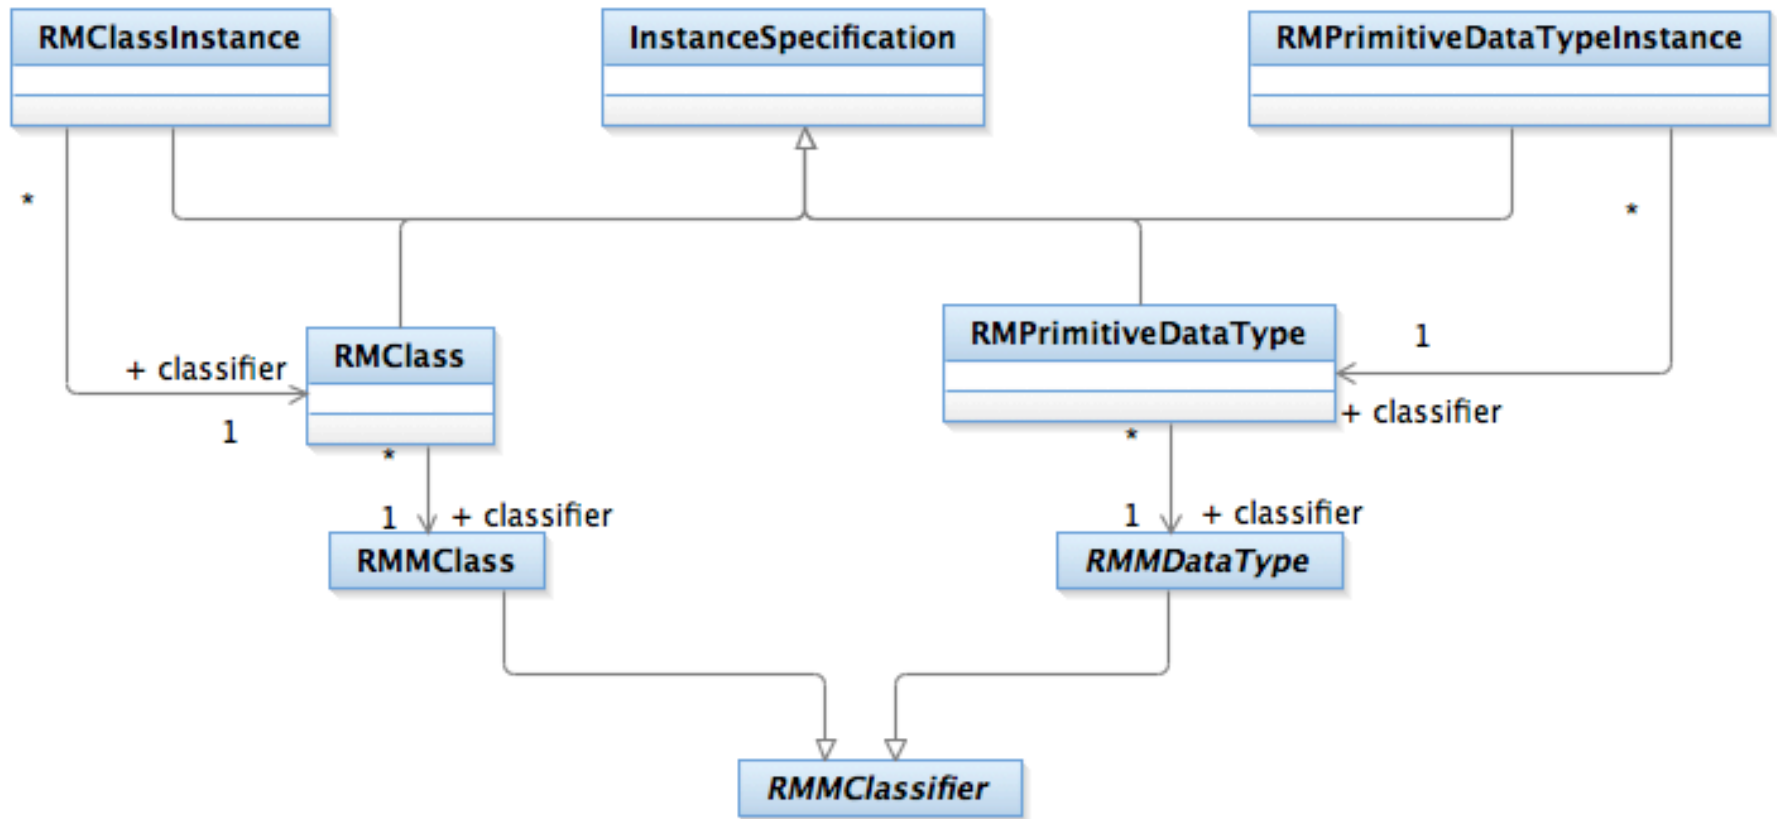 RMClassInstance
InstanceSpecification
RMPrimitiveDataTypeInstance
*
*
RMPrimitiveDataType
1
RMClass
+ classifier
+ classifier
1
*
*
1
+ classifier
1
+ classifier
RMMClass
RMMDataType
RMMClassifier